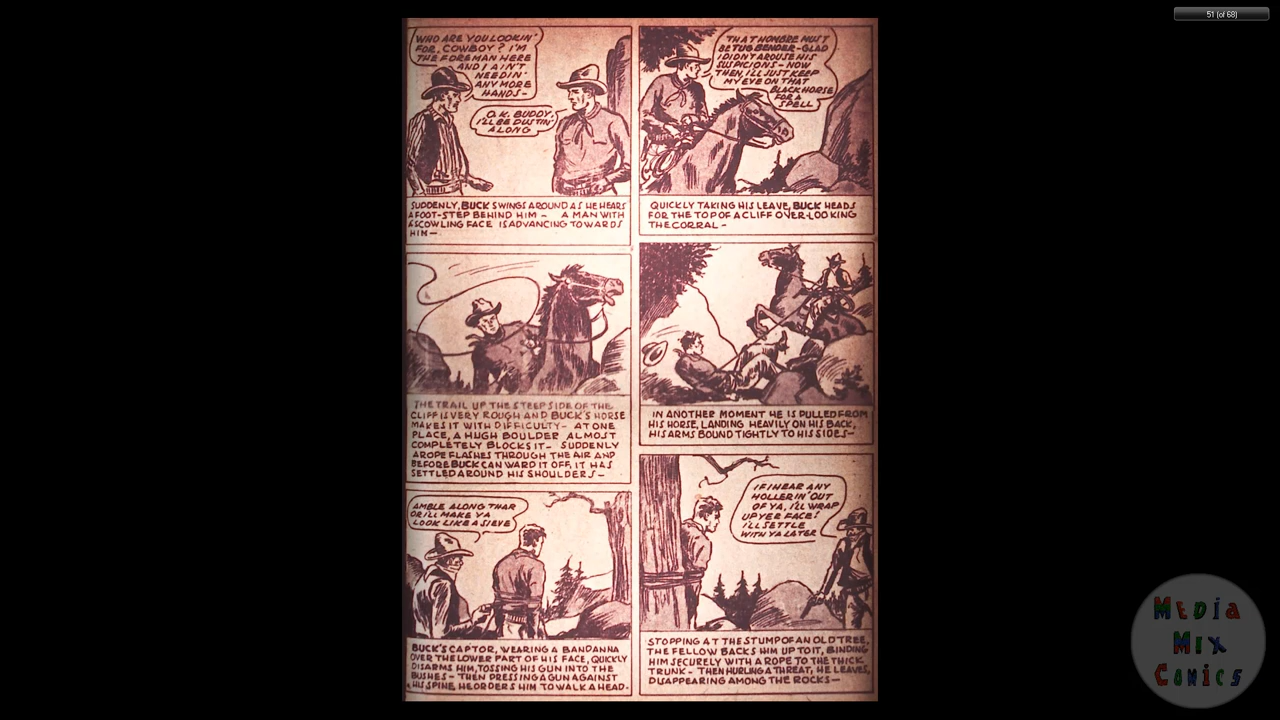 51 (of 68)
WHO ARE YOU LOOKIN'
FOR, COWBOY? I'M
THE FOREMAN HERE
AND I AIN'T
NEEDIN'
ANY MORE
HANDS-
O.K. BUDDY,
I'LL BE DUSTIN'
ALONG
SUDDENLY, BUCK SWINGS AROUND AS HE HEARS
A FOOT-STEP BEHIND HIM - A MAN WITH
A SCOWLING FACE IS ADVANCING TOWARDS
HIM-
THAT HOMBRE MUST
BE TUG BENDER-GLAD
I DIDN'T AROUSE HIS
SUSPICIONS - NOW
THEN, I'LL JUST KEEP
MY EYE ON THAT
BLACK HORSE
FOR A
SPELL
QUICKLY TAKING HIS LEAVE, BUCK HEADS
FOR THE TOP OF A CLIFF OVER-LOOKING
THE CORRAL -
THE TRAIL UP THE STEEP SIDE OF THE
CLIFF IS VERY ROUGH AND BUCK'S HORSE
MAKES IT WITH DIFFICULTY- AT ONE
PLACE, A HUGH BOULDER ALMOST
COMPLETELY BLOCKS IT- SUDDENLY
A ROPE FLASHES THROUGH THE AIR AND
BEFORE BUCK CAN WARD IT OFF, IT HAS
SETTLED AROUND HIS SHOULDERS-
IN ANOTHER MOMENT HE IS PULLED FROM
HIS HORSE, LANDING HEAVILY ON HIS BACK,
HIS ARMS BOUND TIGHTLY TO HIS SIDES-
AMBLE ALONG THAR
OR I'LL MAKE YA
LOOK LIKE A SIEVE
BUCK'S CAPTOR, WEARING A BANDANNA
OVER THE LOWER PART OF HIS FACE, QUICKLY
DISARMS HIM, TOSSING HIS GUN INTO THE
BUSHES- THEN PRESSING A GUN AGAINST
HIS SPINE, HE ORDERS HIM TO WALK A HEAD-
IF I HEAR ANY
HOLLERIN' OUT
OF YA, I'LL WRAP
UP YER FACE!
I'LL SETTLE
WITH YA LATER
STOPPING AT THE STUMP OF AN OLD TREE,
THE FELLOW BACKS HIM UP TO IT, BINDING
HIM SECURELY WITH A ROPE TO THE THICK
TRUNK - THEN HURLING A THREAT, HE LEAVES,
DISAPPEARING AMONG THE ROCKS-
MEDiA
MiX
COMiCS